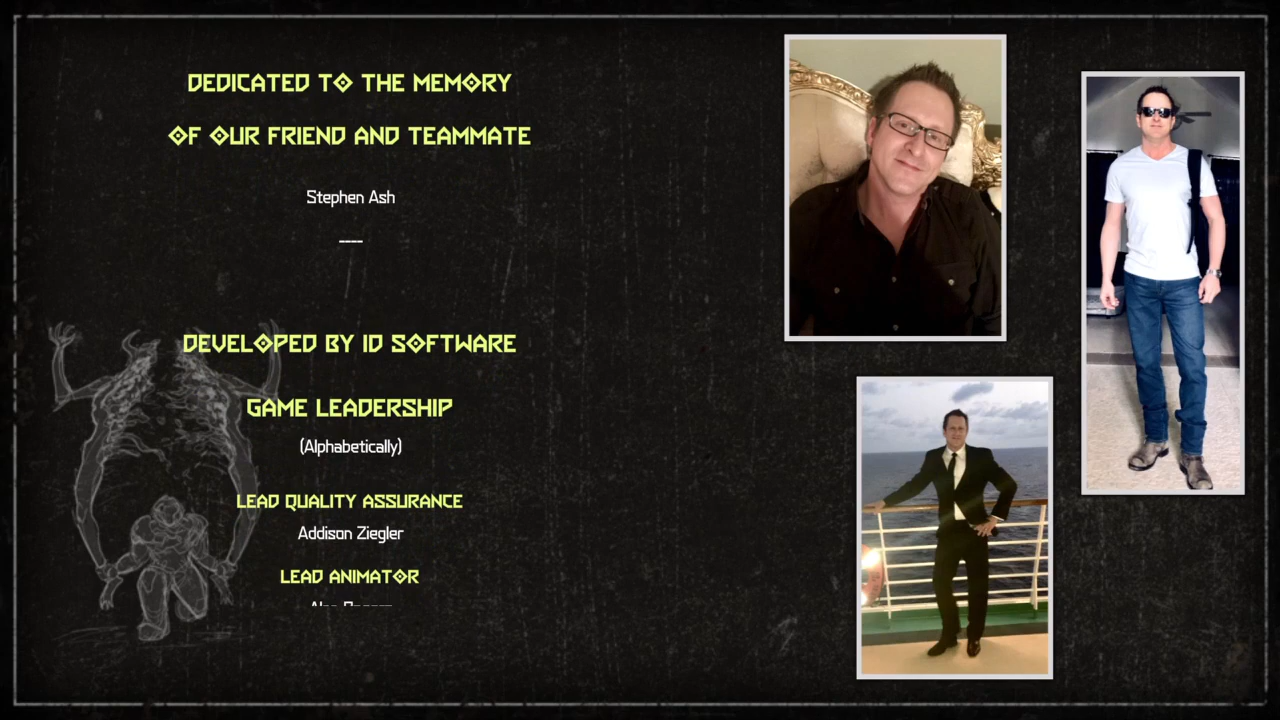 DEDICATED TO THE MEMORY
OF OUR FRIEND AND TEAMMATE
Stephen Ash
----
DEVELOPED BY ID SOFTWARE
GAME LEADERSHIP
(Alphabetically)
LEAD QUALITY ASSURANCE
Addison Ziegler
LEAD ANIMATOR